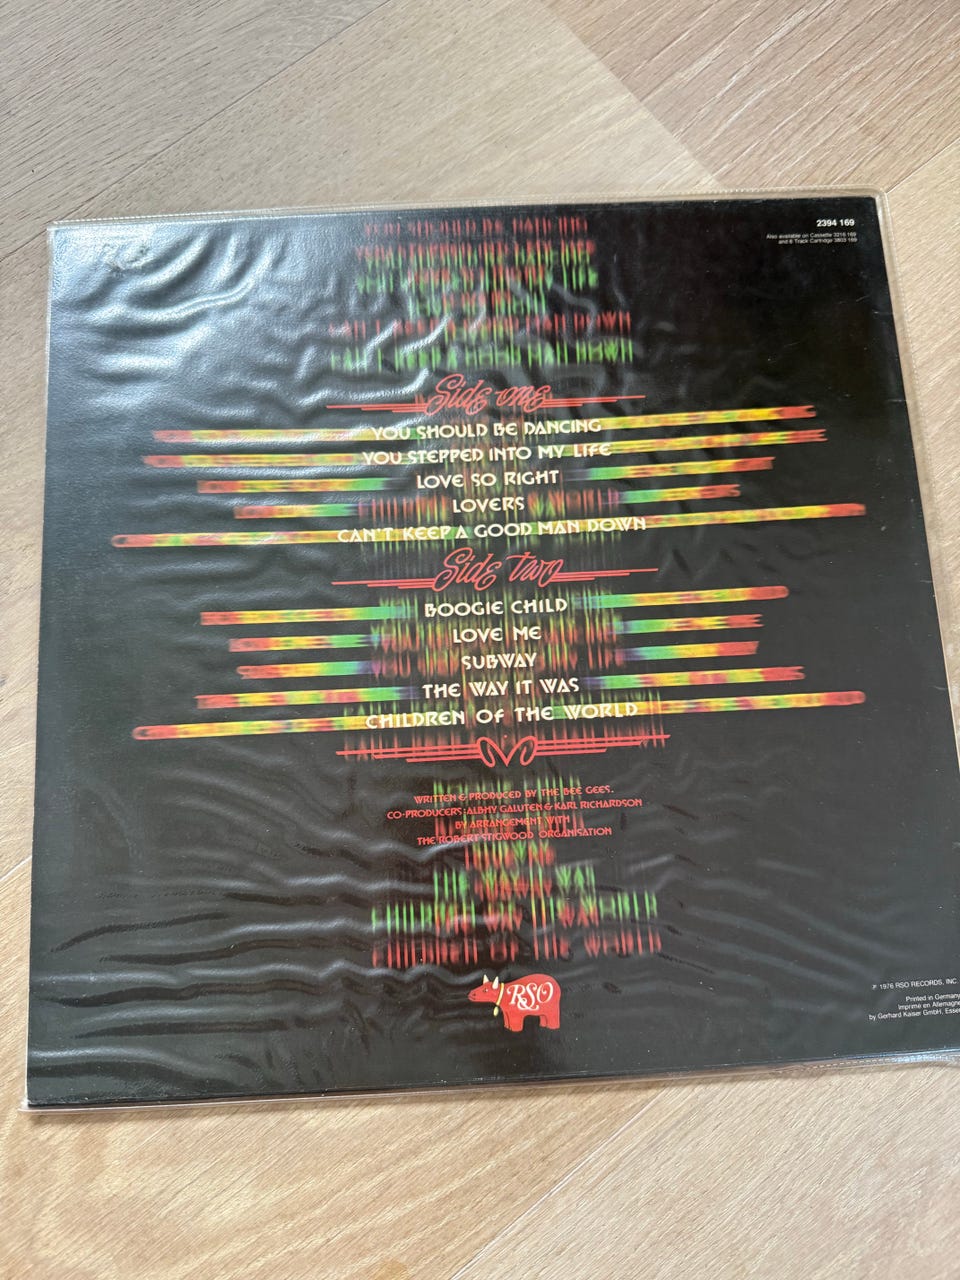 2394 169
Also available on Cassette 3216 169
and 8 Track Cartridge 3803 169
Side one
YOU SHOULD BE DANCING
YOU STEPPED INTO MY LIFE
LOVE SO RIGHT
LOVERS
CAN'T KEEP A GOOD MAN DOWN
Side Two
BOOGIE CHILD
LOVE ME
SUBWAY
THE WAY IT WAS
CHILDREN OF THE WORLD
WRITTEN & PRODUCED BY THE BEE GEES.
CO-PRODUCERS: ALBHY GALUTEN & KARL RICHARDSON
BY ARRANGEMENT WITH
THE ROBERT STIGWOOD ORGANISATION
CHILDREN OF THE WORLD
RSO
℗ 1976 RSO RECORDS, INC
Printed in Germany
Imprimé en Allemagne
by Gerhard Kaiser GmbH, Essen